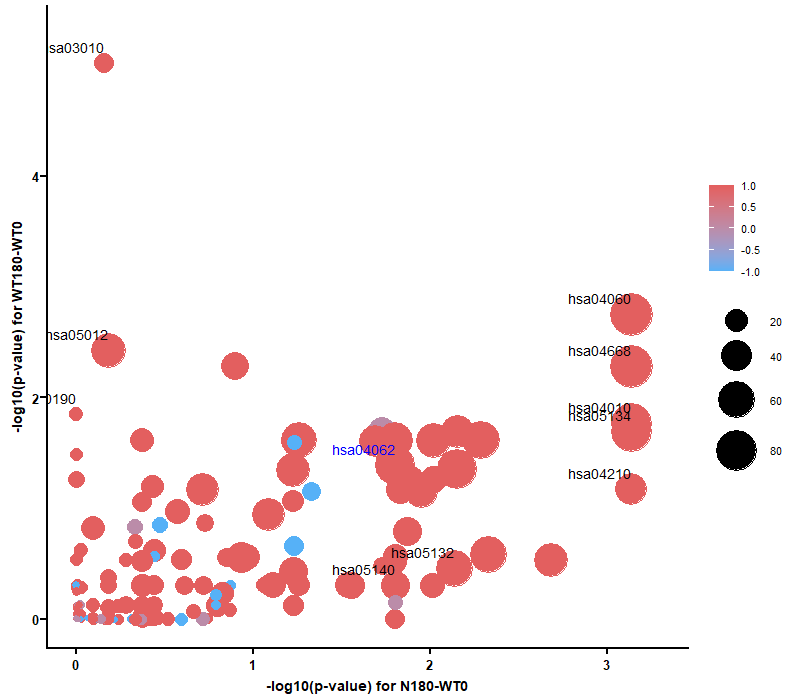 sa03010
hsa04060
hsa05012
hsa04668
0190
hsa04010
hsa05134
hsa04062
hsa04210
hsa05132
hsa05140
4
2
0
0
1
2
3
-log10(p-value) for WT180-WT0
-log10(p-value) for N180-WT0
1.0
0.5
0.0
-0.5
-1.0
20
40
60
80